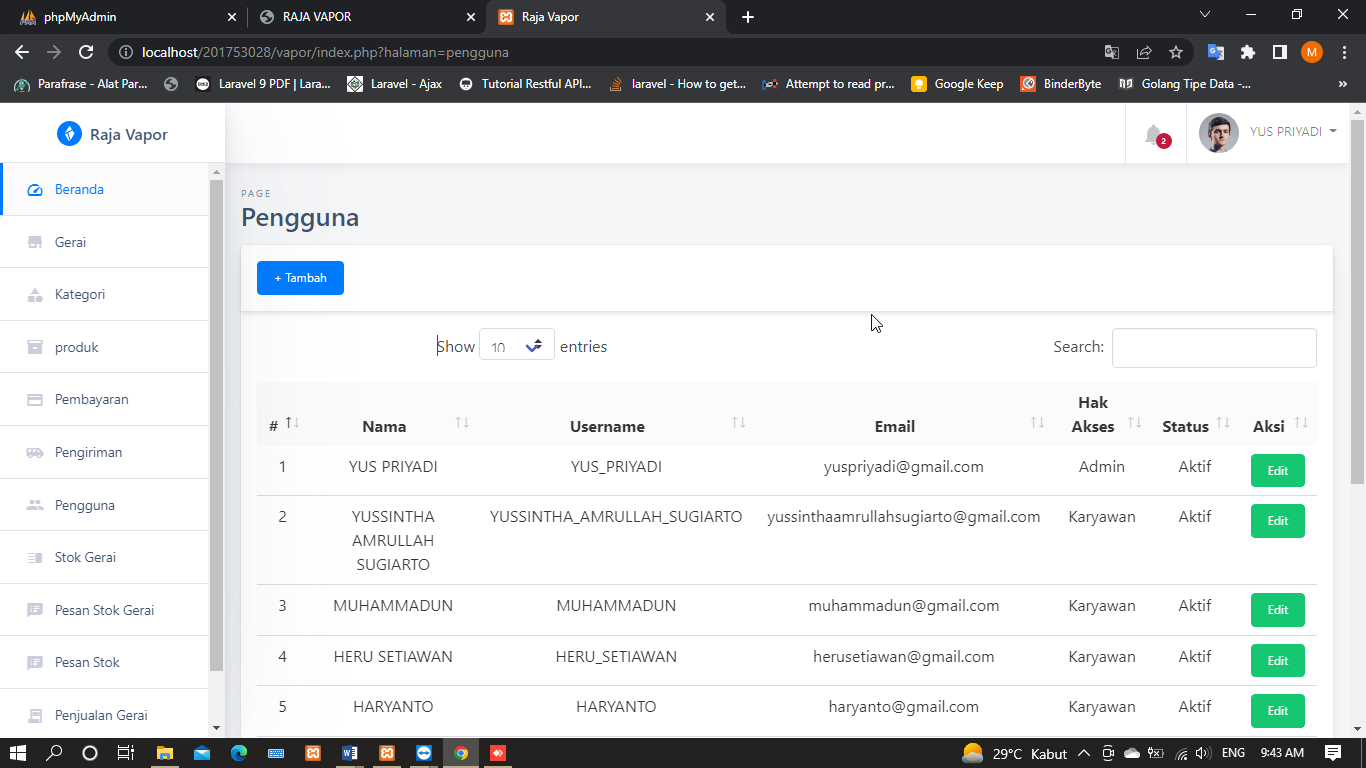 phpMyAdmin
RAJA VAPOR
Raja Vapor
localhost/201753028/vapor/index.php?halaman=pengguna
M
Parafrase - Alat Par...
Laravel 9 PDF | Lara...
Laravel - Ajax
Tutorial Restful API...
laravel - How to get...
Attempt to read pr...
Google Keep
BinderByte
Golang Tipe Data -...
»
Raja Vapor
2
YUS PRIYADI
Beranda
Gerai
Kategori
produk
Pembayaran
Pengiriman
Pengguna
Stok Gerai
Pesan Stok Gerai
Pesan Stok
Penjualan Gerai
PAGE
Pengguna
+ Tambah
Show 10 entries
Search:
# Nama Username Email Hak Akses Status Aksi
1 YUS PRIYADI YUS_PRIYADI yuspriyadi@gmail.com Admin Aktif Edit
2 YUSSINTHA AMRULLAH SUGIARTO YUSSINTHA_AMRULLAH_SUGIARTO yussinthaamrullahsugiarto@gmail.com Karyawan Aktif Edit
3 MUHAMMADUN MUHAMMADUN muhammadun@gmail.com Karyawan Aktif Edit
4 HERU SETIAWAN HERU_SETIAWAN herusetiawan@gmail.com Karyawan Aktif Edit
5 HARYANTO HARYANTO haryanto@gmail.com Karyawan Aktif Edit
29°C Kabut
ENG
9:43 AM